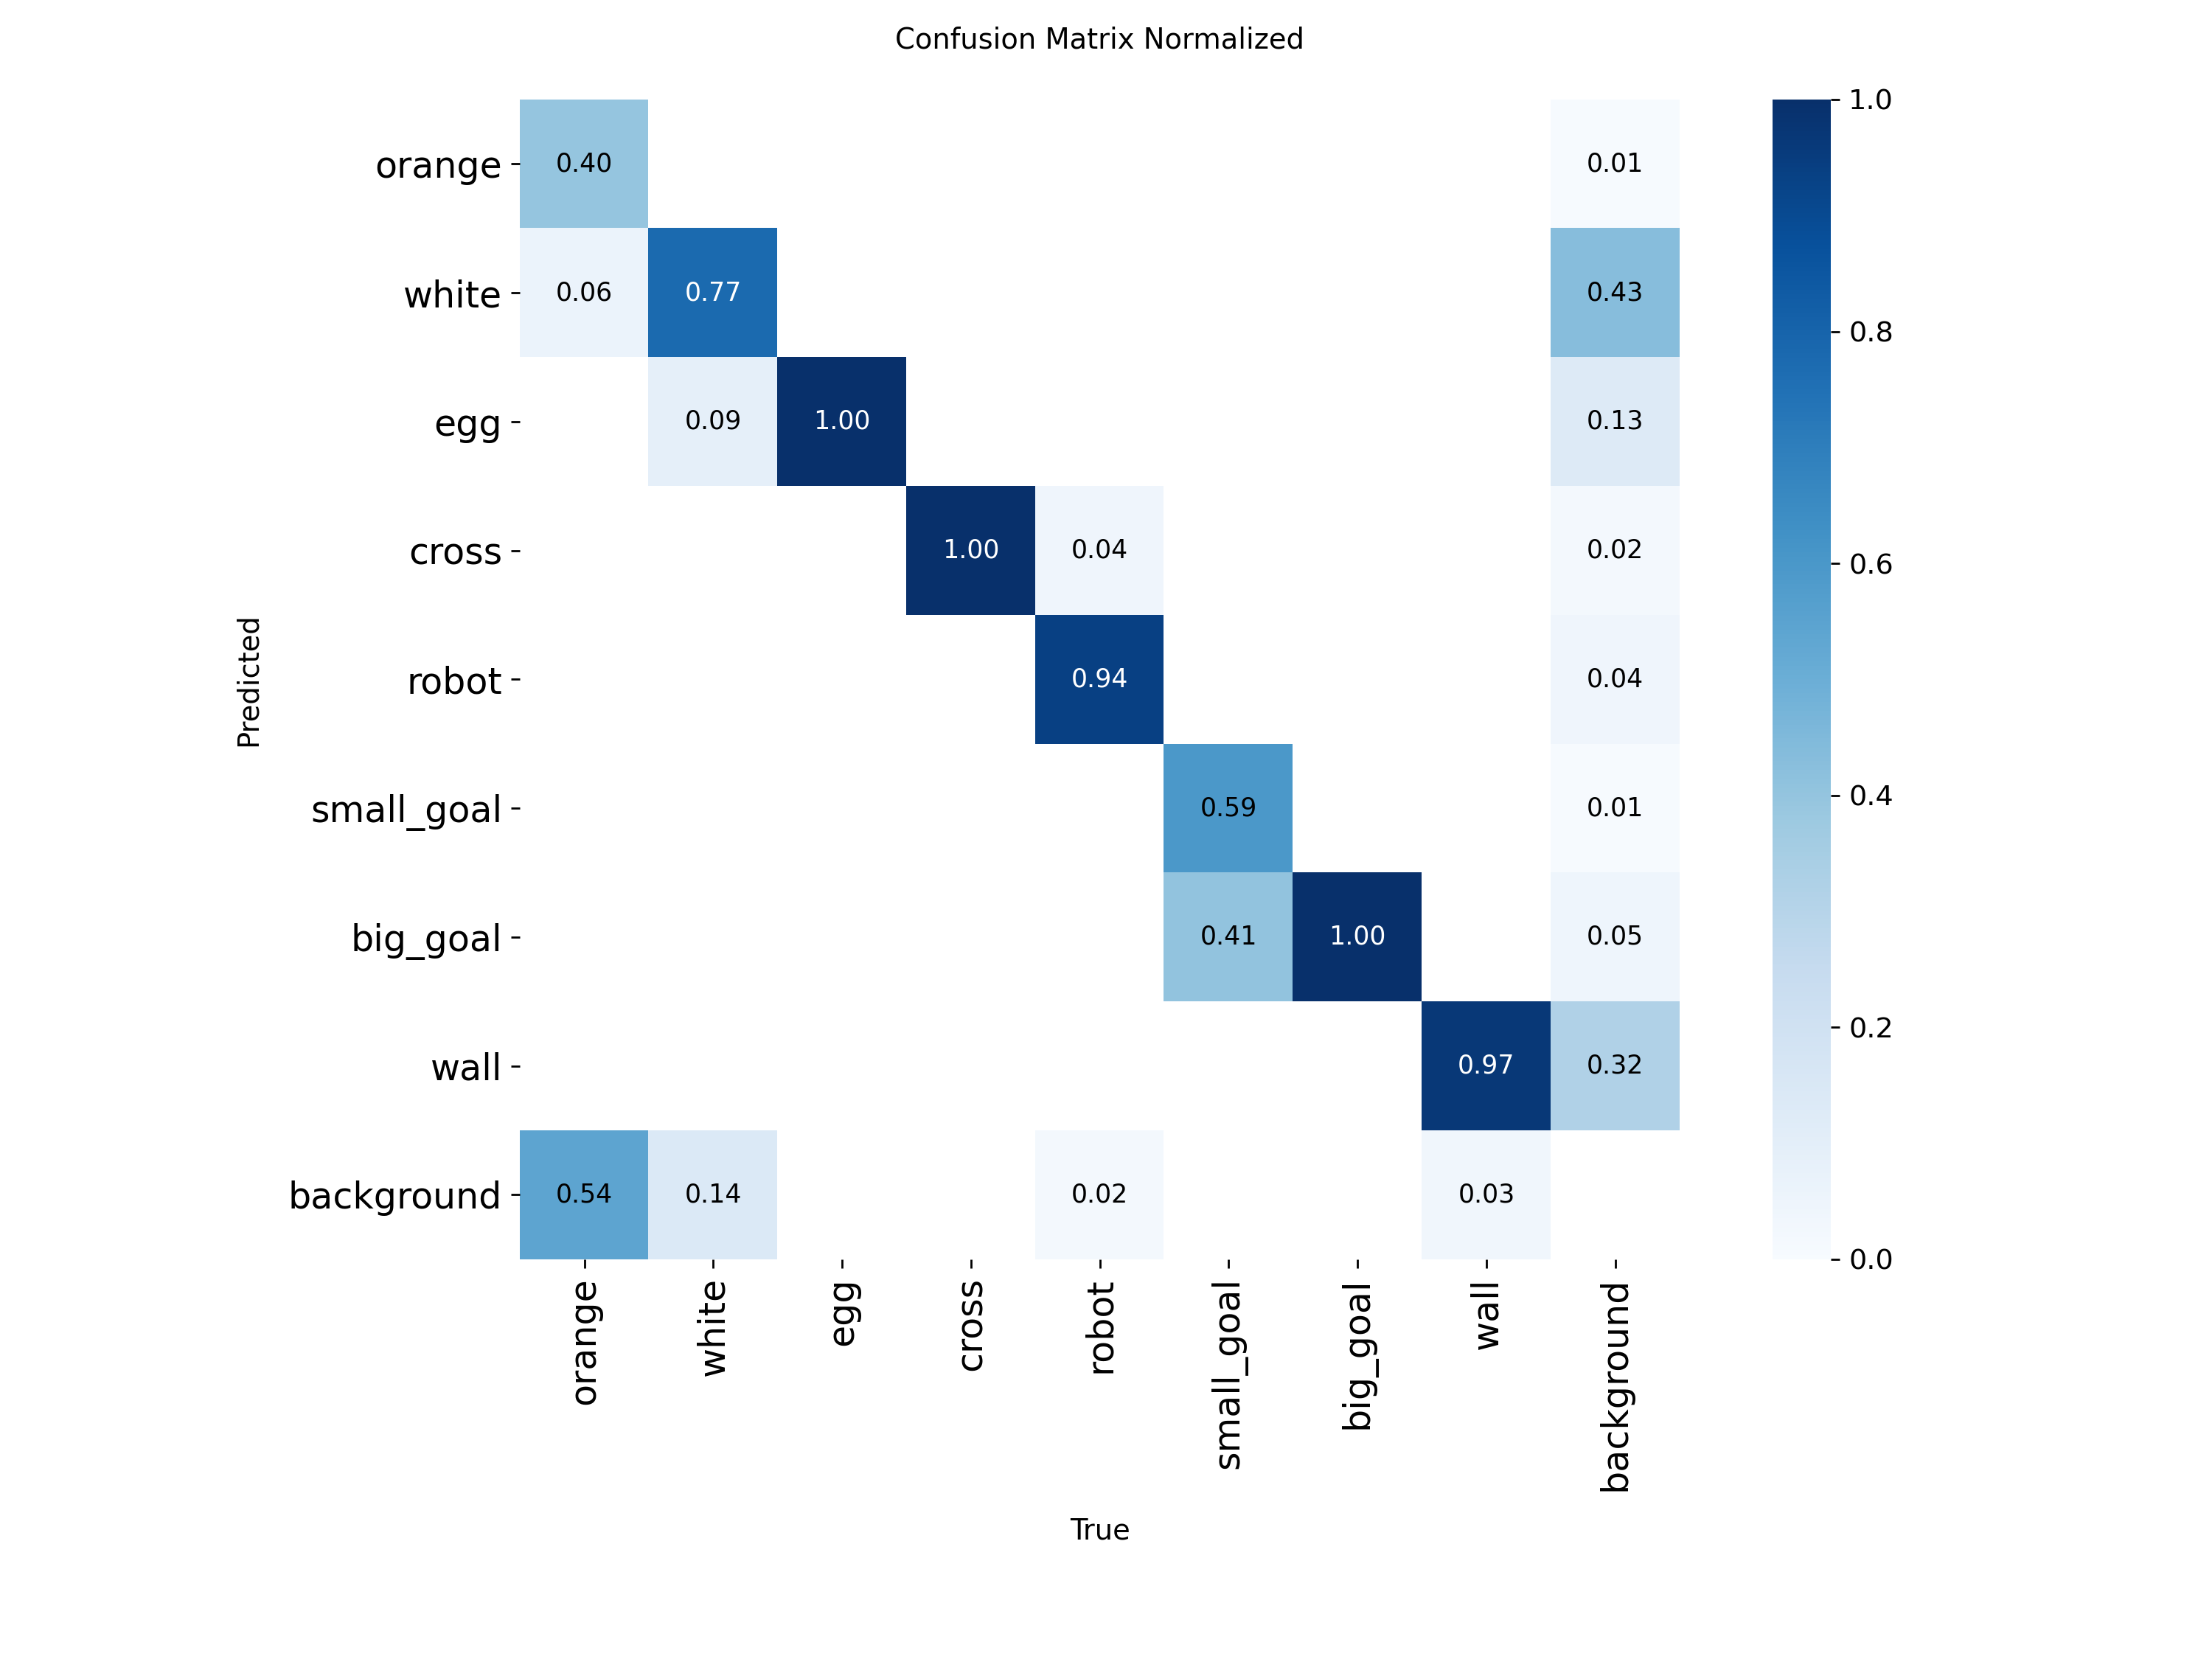 Confusion Matrix Normalized
orange 0.40 0.01
white 0.06 0.77 0.43
egg 0.09 1.00 0.13
cross 1.00 0.04 0.02
robot 0.94 0.04
small_goal 0.59 0.01
big_goal 0.41 1.00 0.05
wall 0.97 0.32
background 0.54 0.14 0.02 0.03
Predicted
orange white egg cross robot small_goal big_goal wall background
True
1.0
0.8
0.6
0.4
0.2
0.0